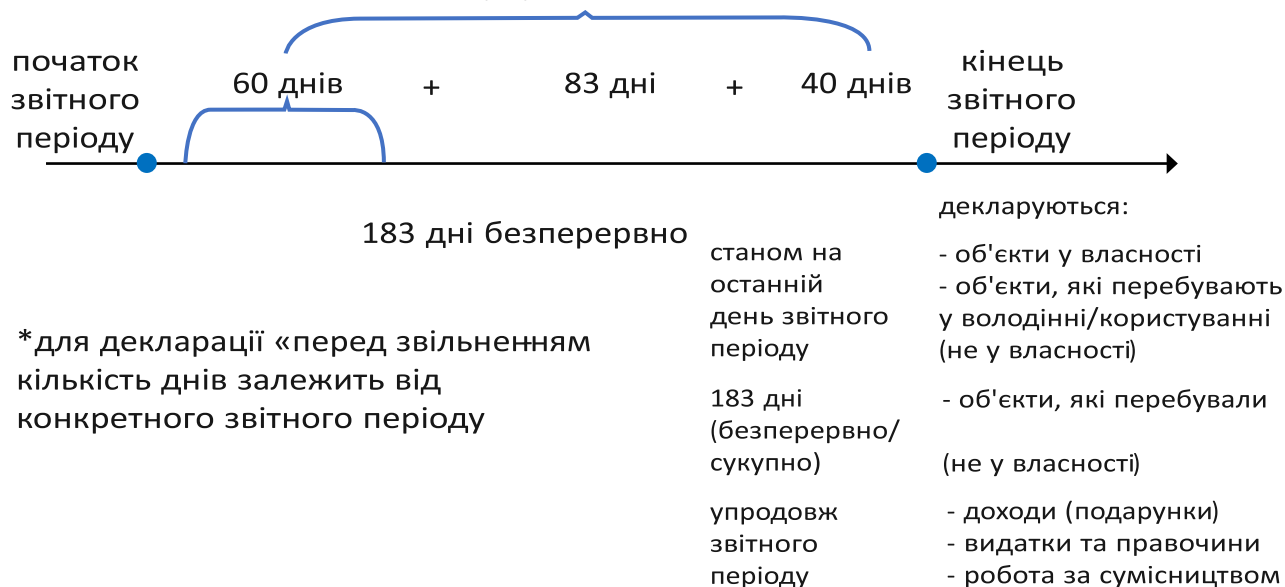 початок
звітного
періоду
60 днів + 83 дні + 40 днів
кінець
звітного
періоду
183 дні безперервно
*для декларації «перед звільненням
кількість днів залежить від
конкретного звітного періоду
декларуються:
станом на
останній
день звітного
періоду
- об'єкти у власності
- об'єкти, які перебувають
у володінні/користуванні
(не у власності)
183 дні
(безперервно/
сукупно)
- об'єкти, які перебували
(не у власності)
упродовж
звітного
періоду
- доходи (подарунки)
- видатки та правочини
- робота за сумісництвом